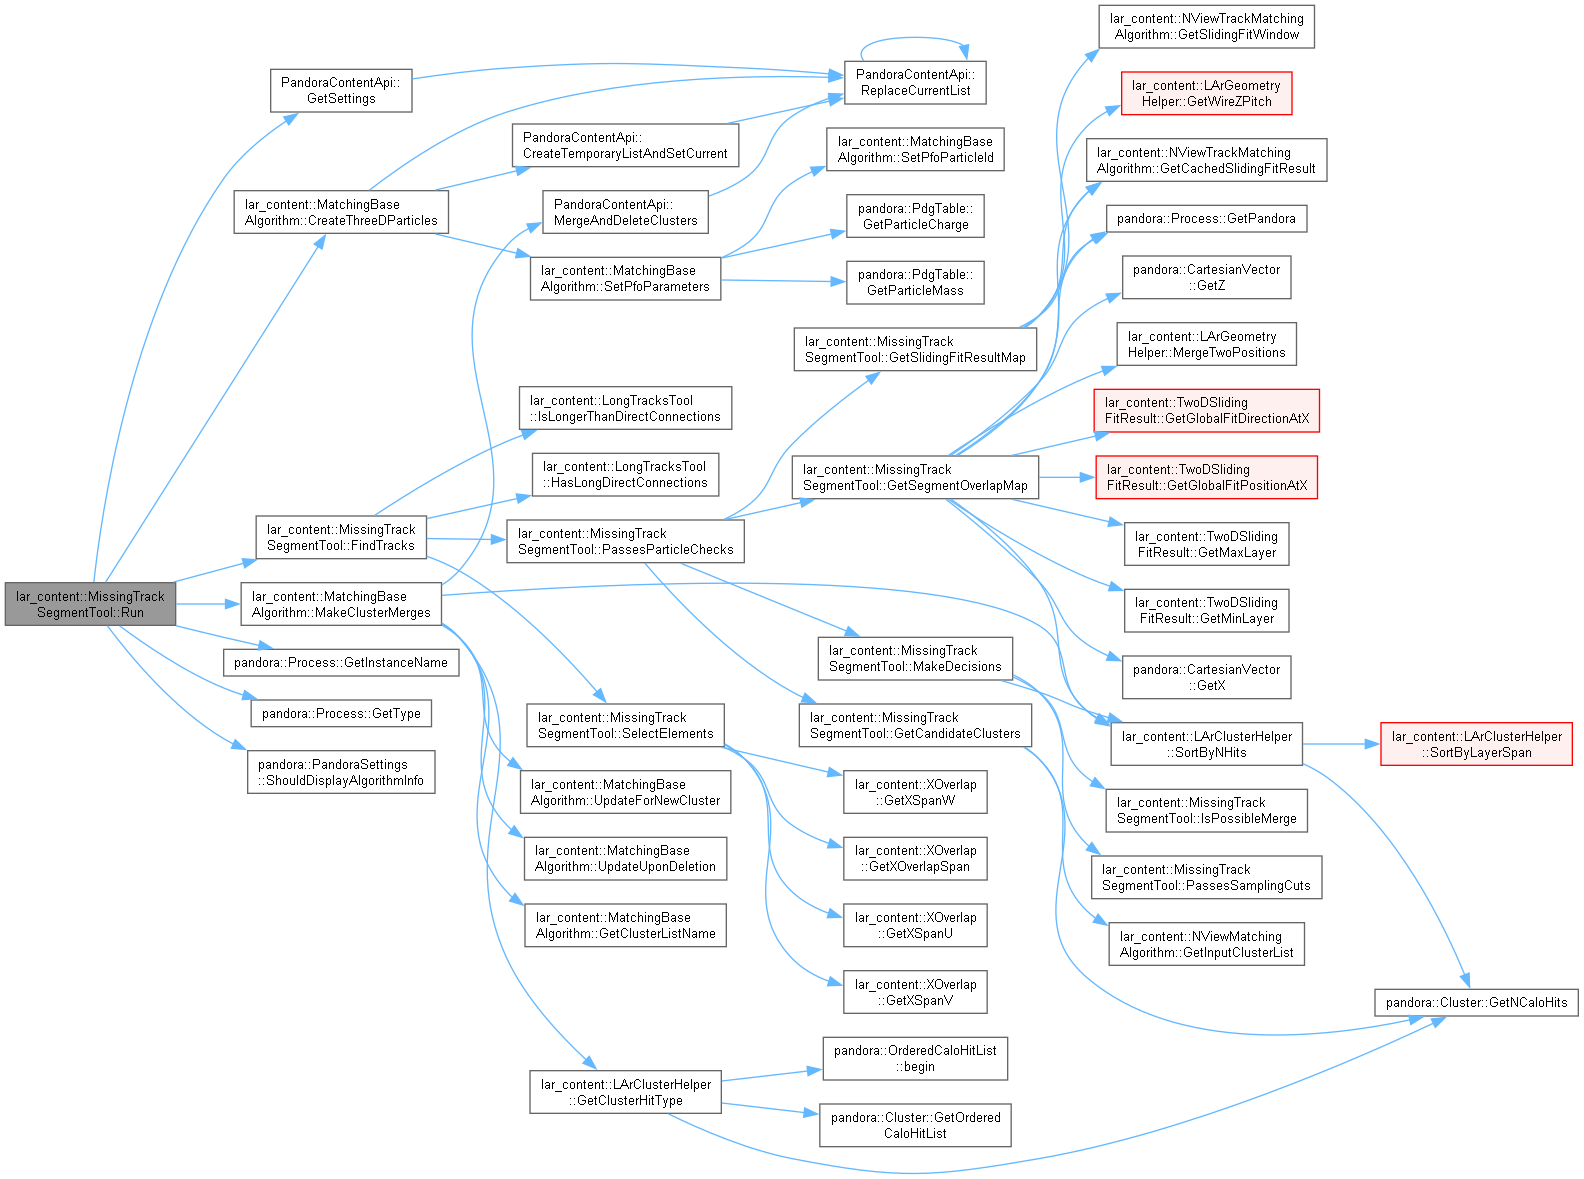 lar_content::MissingTrack
SegmentTool::Run
PandoraContentApi::
GetSettings
lar_content::MatchingBase
Algorithm::CreateThreeDParticles
lar_content::MissingTrack
SegmentTool::FindTracks
lar_content::MatchingBase
Algorithm::MakeClusterMerges
pandora::Process::GetInstanceName
pandora::Process::GetType
pandora::PandoraSettings
::ShouldDisplayAlgorithmInfo
PandoraContentApi::
CreateTemporaryListAndSetCurrent
PandoraContentApi::
MergeAndDeleteClusters
lar_content::MatchingBase
Algorithm::SetPfoParameters
lar_content::LongTracksTool
::IsLongerThanDirectConnections
lar_content::LongTracksTool
::HasLongDirectConnections
lar_content::MissingTrack
SegmentTool::PassesParticleChecks
lar_content::MissingTrack
SegmentTool::SelectElements
lar_content::MatchingBase
Algorithm::UpdateForNewCluster
lar_content::MatchingBase
Algorithm::UpdateUponDeletion
lar_content::MatchingBase
Algorithm::GetClusterListName
lar_content::LArClusterHelper
::GetClusterHitType
PandoraContentApi::
ReplaceCurrentList
lar_content::MatchingBase
Algorithm::SetPfoParticleId
pandora::PdgTable::
GetParticleCharge
pandora::PdgTable::
GetParticleMass
lar_content::MissingTrack
SegmentTool::GetSlidingFitResultMap
lar_content::MissingTrack
SegmentTool::GetSegmentOverlapMap
lar_content::MissingTrack
SegmentTool::MakeDecisions
lar_content::MissingTrack
SegmentTool::GetCandidateClusters
lar_content::XOverlap
::GetXSpanW
lar_content::XOverlap
::GetXOverlapSpan
lar_content::XOverlap
::GetXSpanU
lar_content::XOverlap
::GetXSpanV
pandora::OrderedCaloHitList
::begin
pandora::Cluster::GetOrdered
CaloHitList
lar_content::NViewTrackMatching
Algorithm::GetSlidingFitWindow
lar_content::LArGeometry
Helper::GetWireZPitch
lar_content::NViewTrackMatching
Algorithm::GetCachedSlidingFitResult
pandora::Process::GetPandora
pandora::CartesianVector
::GetZ
lar_content::LArGeometry
Helper::MergeTwoPositions
lar_content::TwoDSliding
FitResult::GetGlobalFitDirectionAtX
lar_content::TwoDSliding
FitResult::GetGlobalFitPositionAtX
lar_content::TwoDSliding
FitResult::GetMaxLayer
lar_content::TwoDSliding
FitResult::GetMinLayer
pandora::CartesianVector
::GetX
lar_content::LArClusterHelper
::SortByNHits
lar_content::MissingTrack
SegmentTool::IsPossibleMerge
lar_content::MissingTrack
SegmentTool::PassesSamplingCuts
lar_content::NViewMatching
Algorithm::GetInputClusterList
lar_content::LArClusterHelper
::SortByLayerSpan
pandora::Cluster::GetNCaloHits